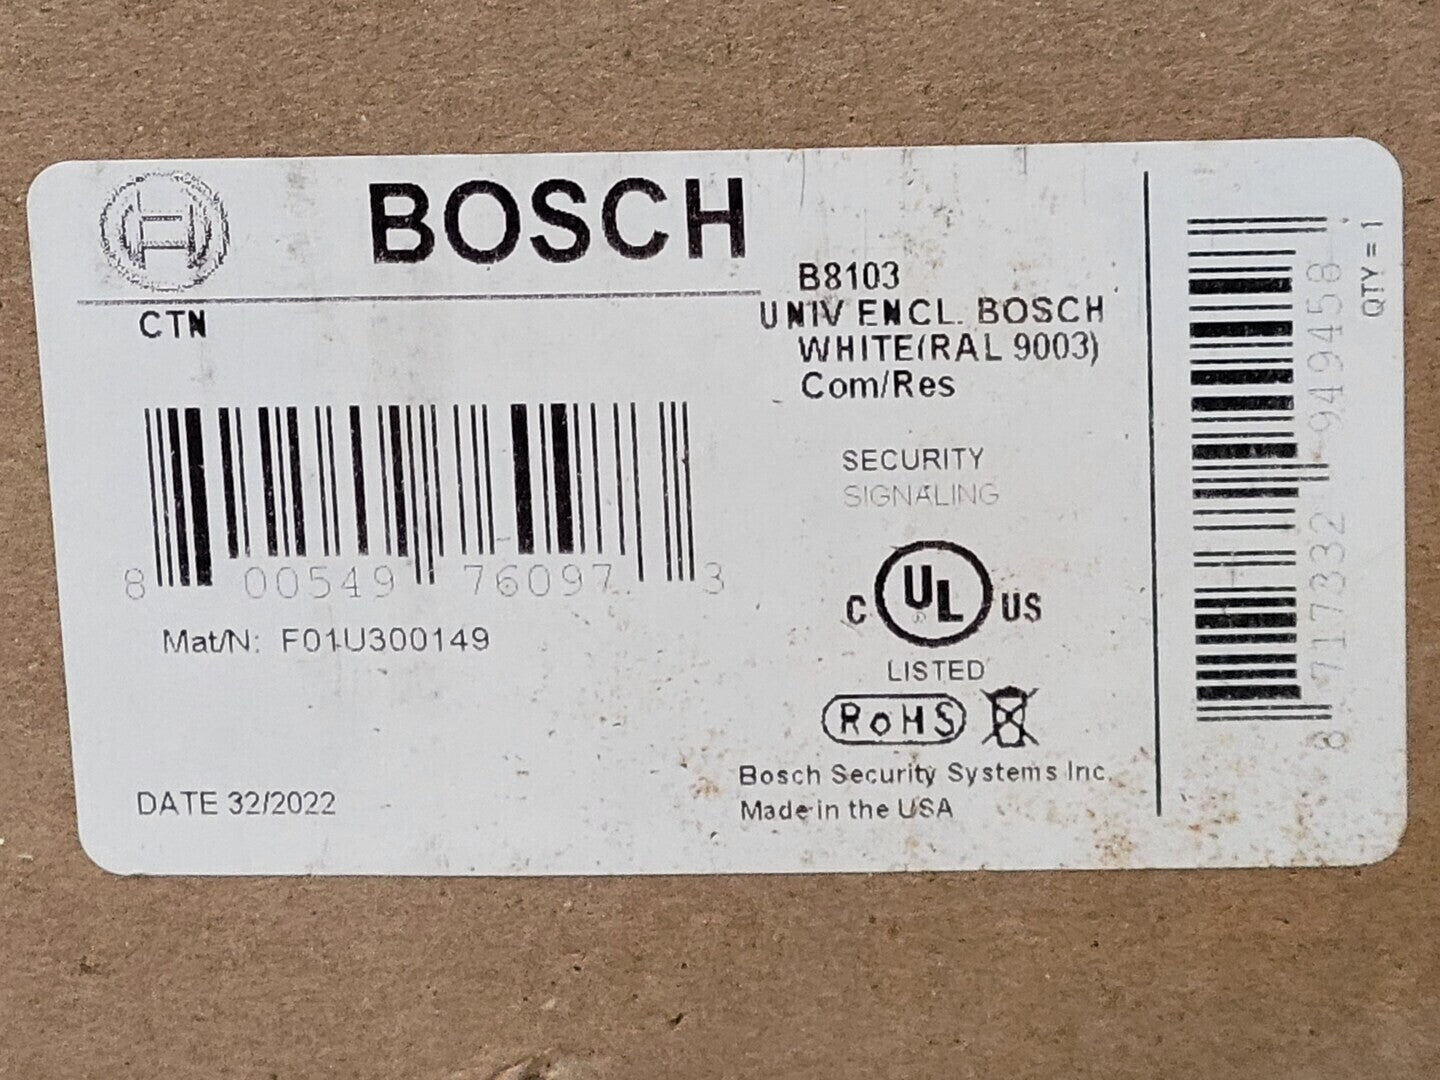 BOSCH
CTN
B8103
UNIV ENCL. BOSCH
WHITE(RAL 9003)
Com/Res
8 00549 76097 3
Mat/N: F01U300149
SECURITY
SIGNALING
C UL US
LISTED
RoHS
DATE 32/2022
Bosch Security Systems Inc.
Made in the USA
8 717332 949458
QTY = 1